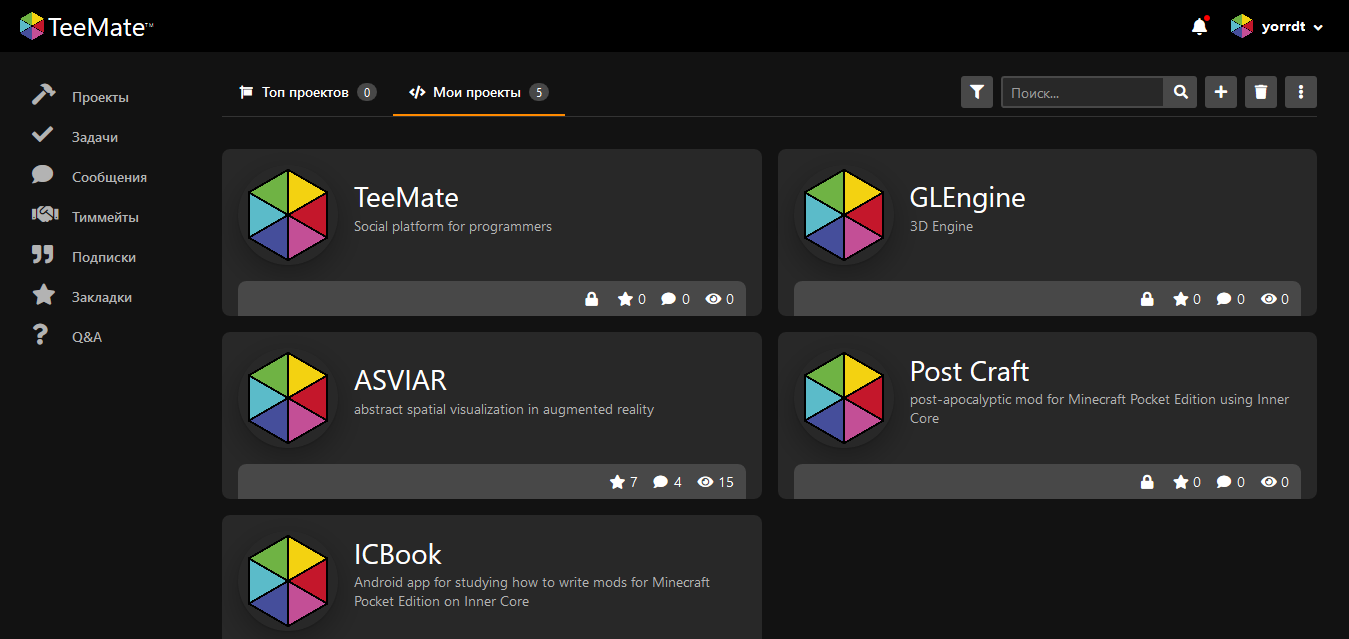 TeeMate™
yorrdt
Проекты
Задачи
Сообщения
Тиммейты
Подписки
Закладки
Q&A
Топ проектов 0
Мои проекты 5
Поиск...
TeeMate
Social platform for programmers
0 0 0
GLEngine
3D Engine
0 0 0
ASVIAR
abstract spatial visualization in augmented reality
7 4 15
Post Craft
post-apocalyptic mod for Minecraft Pocket Edition using Inner
Core
0 0 0
ICBook
Android app for studying how to write mods for Minecraft
Pocket Edition on Inner Core